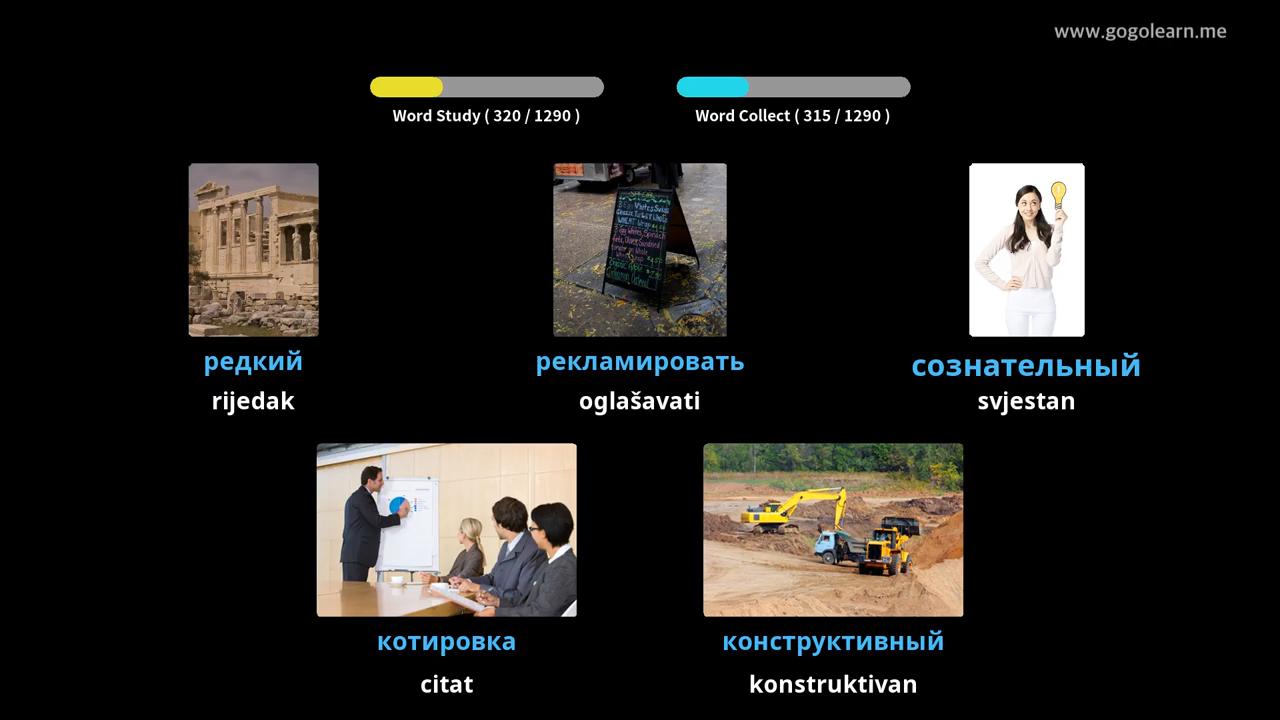 www.gogolearn.me
Word Study ( 320 / 1290 )
Word Collect ( 315 / 1290 )
редкий
rijedak
рекламировать
oglašavati
сознательный
svjestan
котировка
citat
конструктивный
konstruktivan